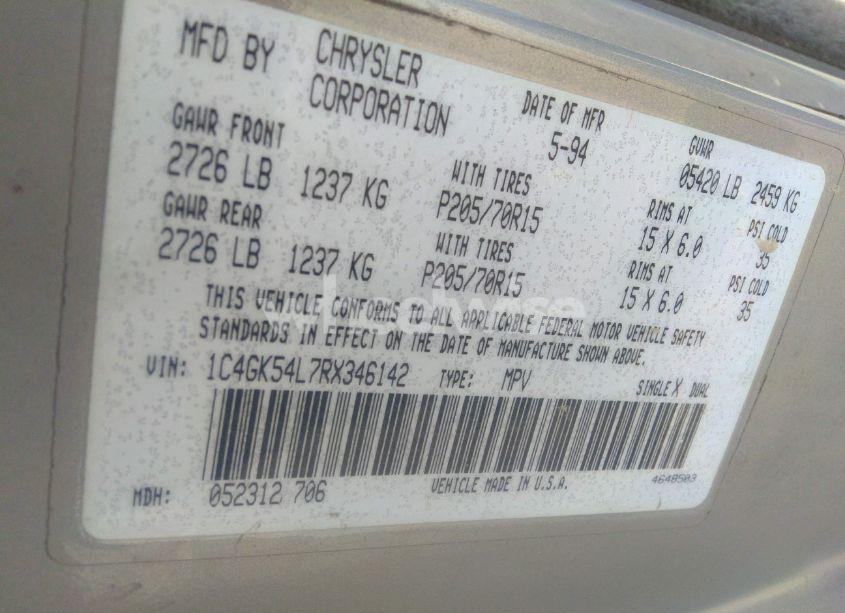 MFD BY CHRYSLER CORPORATION
DATE OF MFR 5-94
GVWR 05420 LB 2459 KG
GAWR FRONT 2726 LB 1237 KG WITH TIRES P205/70R15 RIMS AT 15 X 6.0 PSI COLD 35
GAWR REAR 2726 LB 1237 KG WITH TIRES P205/70R15 RIMS AT 15 X 6.0 PSI COLD 35
THIS VEHICLE CONFORMS TO ALL APPLICABLE FEDERAL MOTOR VEHICLE SAFETY
STANDARDS IN EFFECT ON THE DATE OF MANUFACTURE SHOWN ABOVE.
VIN: 1C4GK54L7RX346142 TYPE: MPV SINGLE X DUAL
MDH: 052312 706 VEHICLE MADE IN U.S.A. 4648503